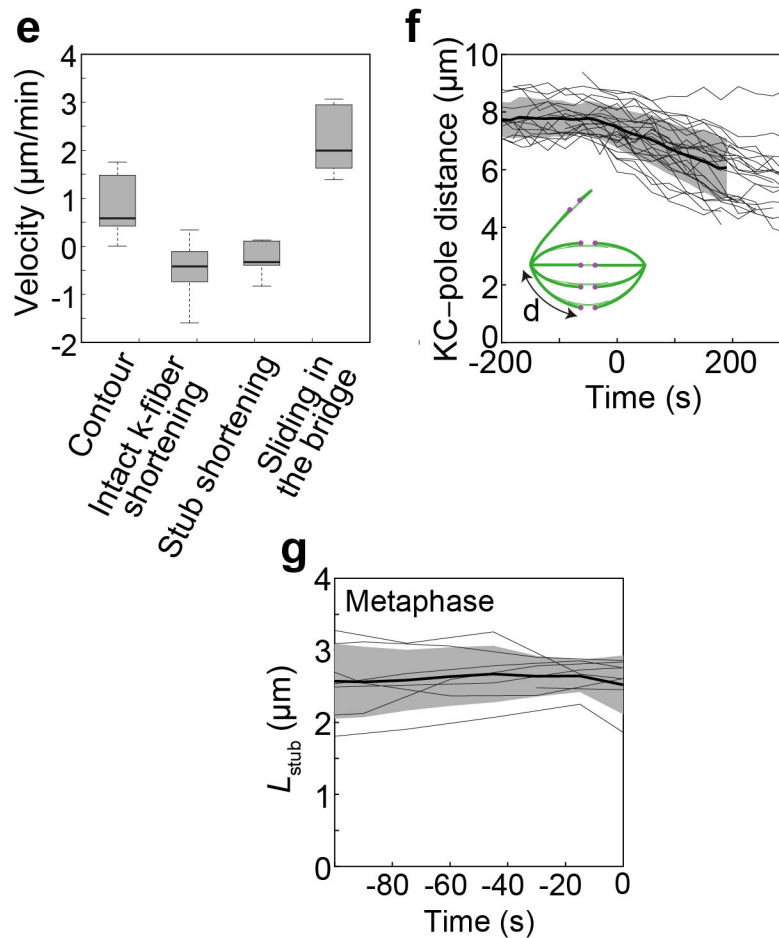 e
Velocity (μm/min)
4
3
2
1
0
-1
-2
Contour
Intact k-fiber
shortening
Stub shortening
Sliding in
the bridge
f
KC–pole distance (μm)
10
8
6
4
2
0
d
-200
0
200
Time (s)
g
Metaphase
L stub (μm)
4
3
2
1
0
-80
-60
-40
-20
0
Time (s)